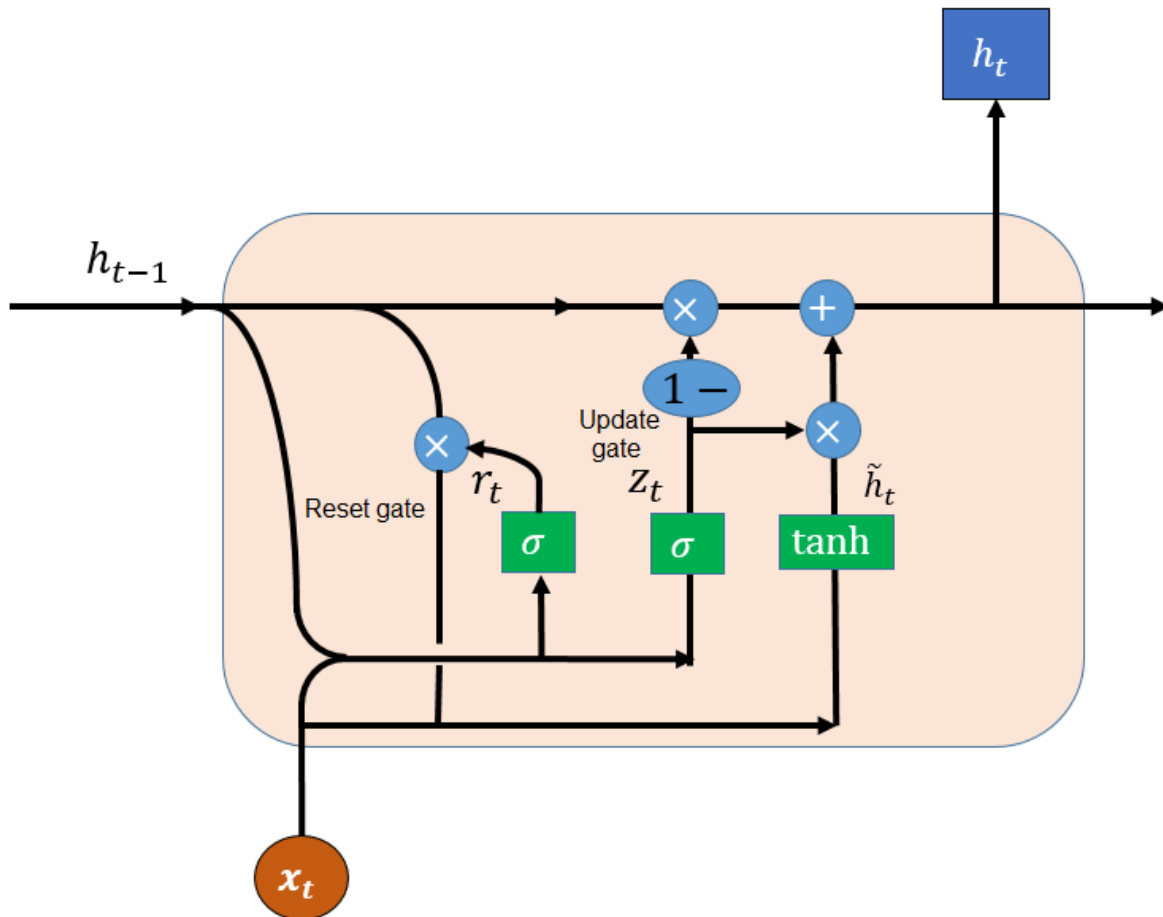 h_t
h_{t-1}
×
+
1 −
Update
gate
×
×
r_t
z_t
h̃_t
Reset gate
σ
σ
tanh
x_t